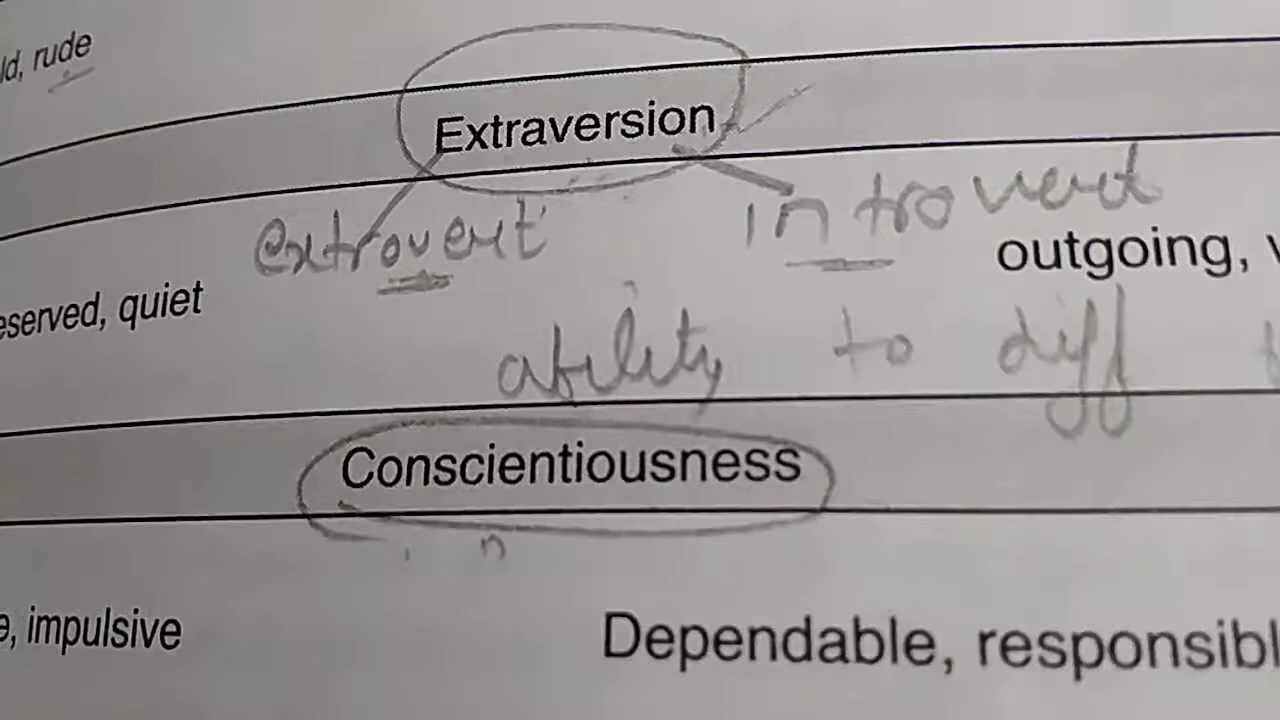 ld, rude
Extraversion
extrovert introvert
eserved, quiet outgoing, v
ability to diff
Conscientiousness
n
e, impulsive Dependable, responsibl